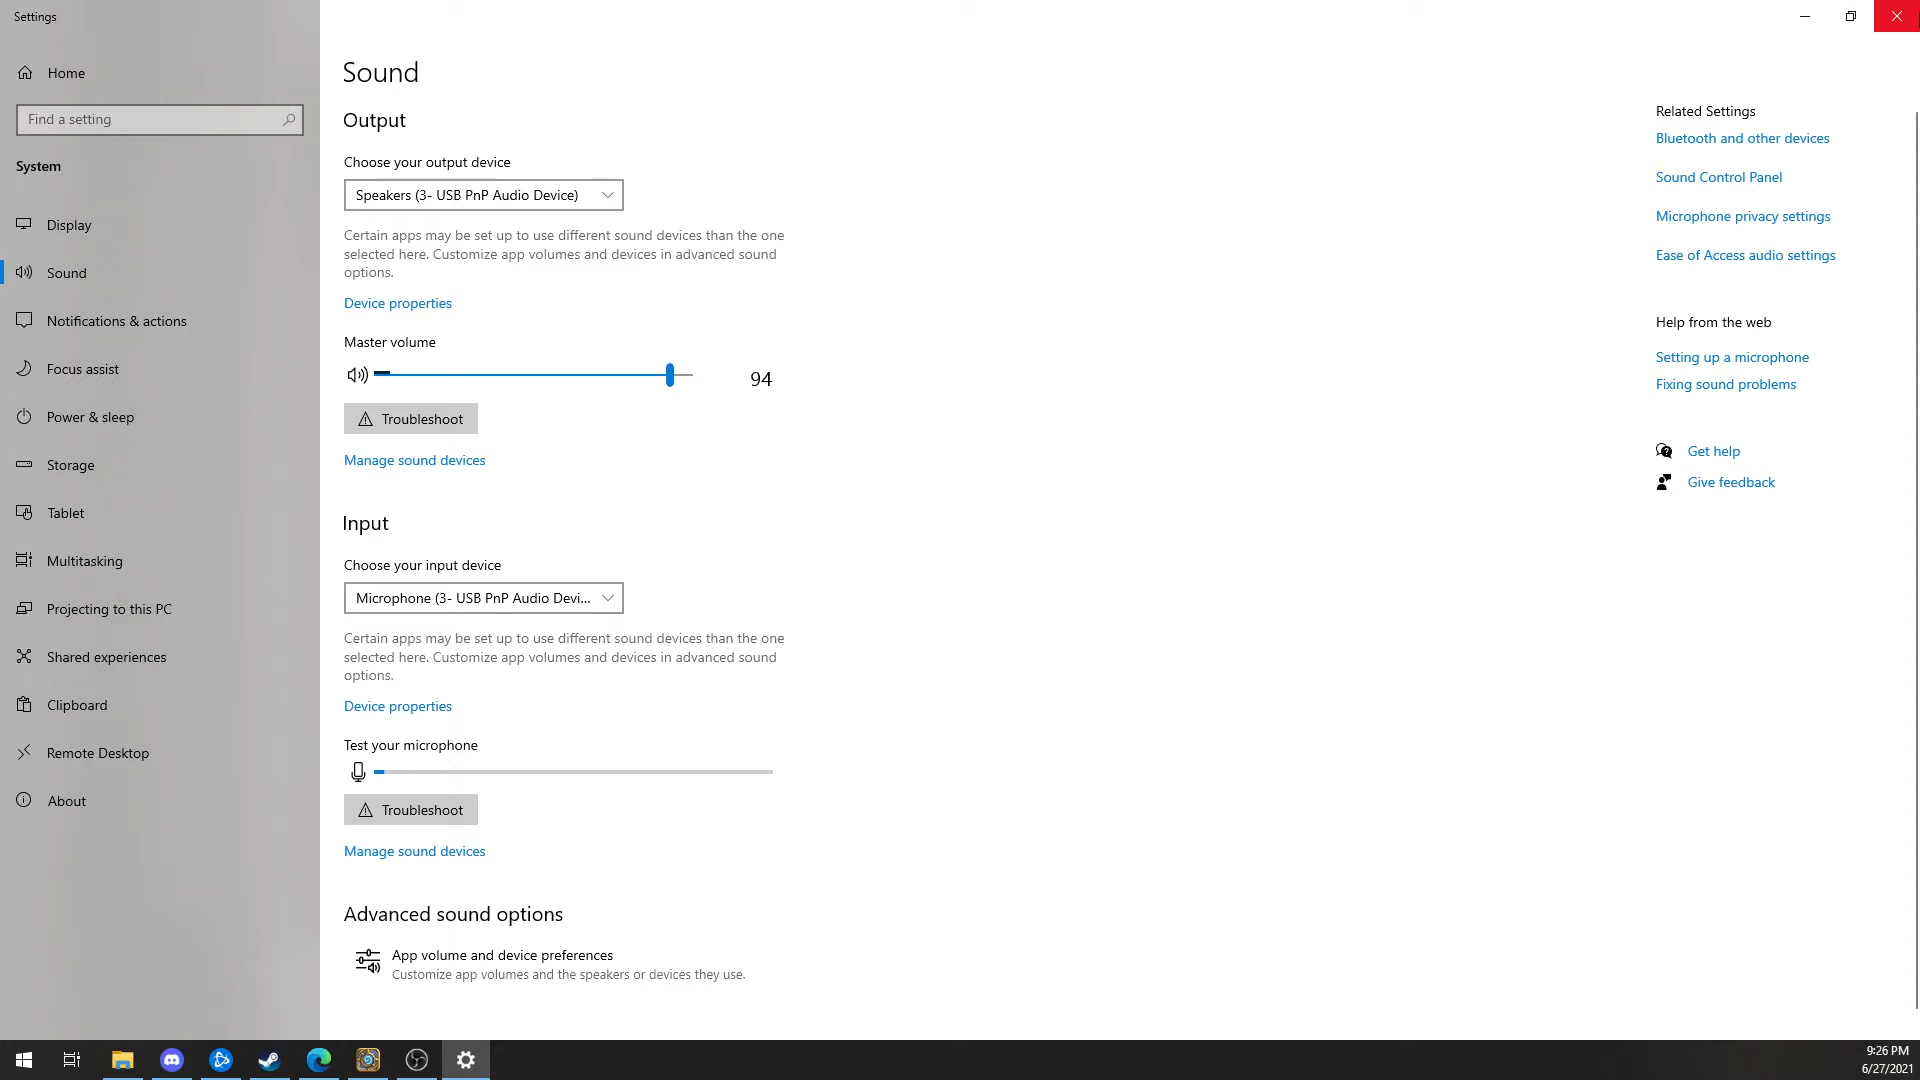 Settings
Home
Find a setting
System
Display
Sound
Notifications & actions
Focus assist
Power & sleep
Storage
Tablet
Multitasking
Projecting to this PC
Shared experiences
Clipboard
Remote Desktop
About
Sound
Output
Choose your output device
Speakers (3- USB PnP Audio Device)
Certain apps may be set up to use different sound devices than the one
selected here. Customize app volumes and devices in advanced sound
options.
Device properties
Master volume
94
Troubleshoot
Manage sound devices
Input
Choose your input device
Microphone (3- USB PnP Audio Devi...
Certain apps may be set up to use different sound devices than the one
selected here. Customize app volumes and devices in advanced sound
options.
Device properties
Test your microphone
Troubleshoot
Manage sound devices
Advanced sound options
App volume and device preferences
Customize app volumes and the speakers or devices they use.
Related Settings
Bluetooth and other devices
Sound Control Panel
Microphone privacy settings
Ease of Access audio settings
Help from the web
Setting up a microphone
Fixing sound problems
Get help
Give feedback
9:26 PM
6/27/2021